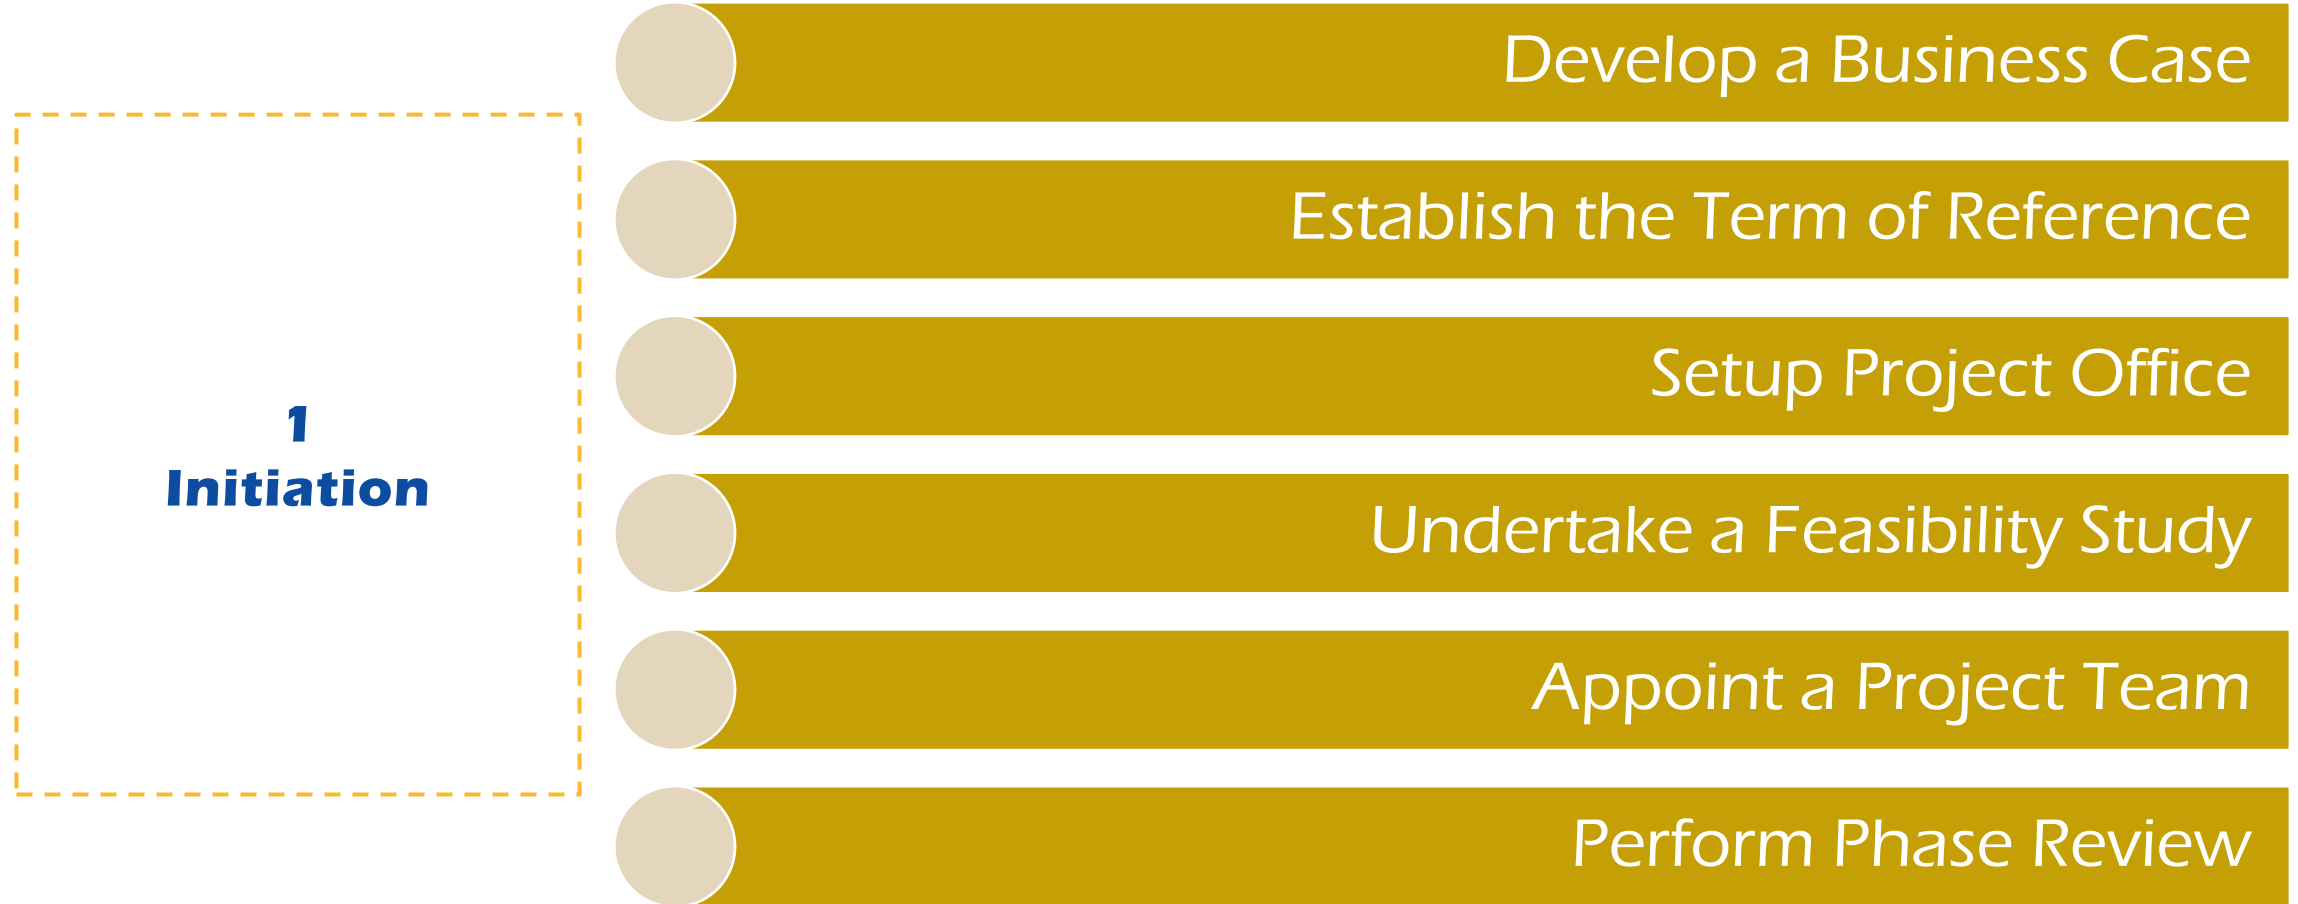 1
Initiation
Develop a Business Case
Establish the Term of Reference
Setup Project Office
Undertake a Feasibility Study
Appoint a Project Team
Perform Phase Review